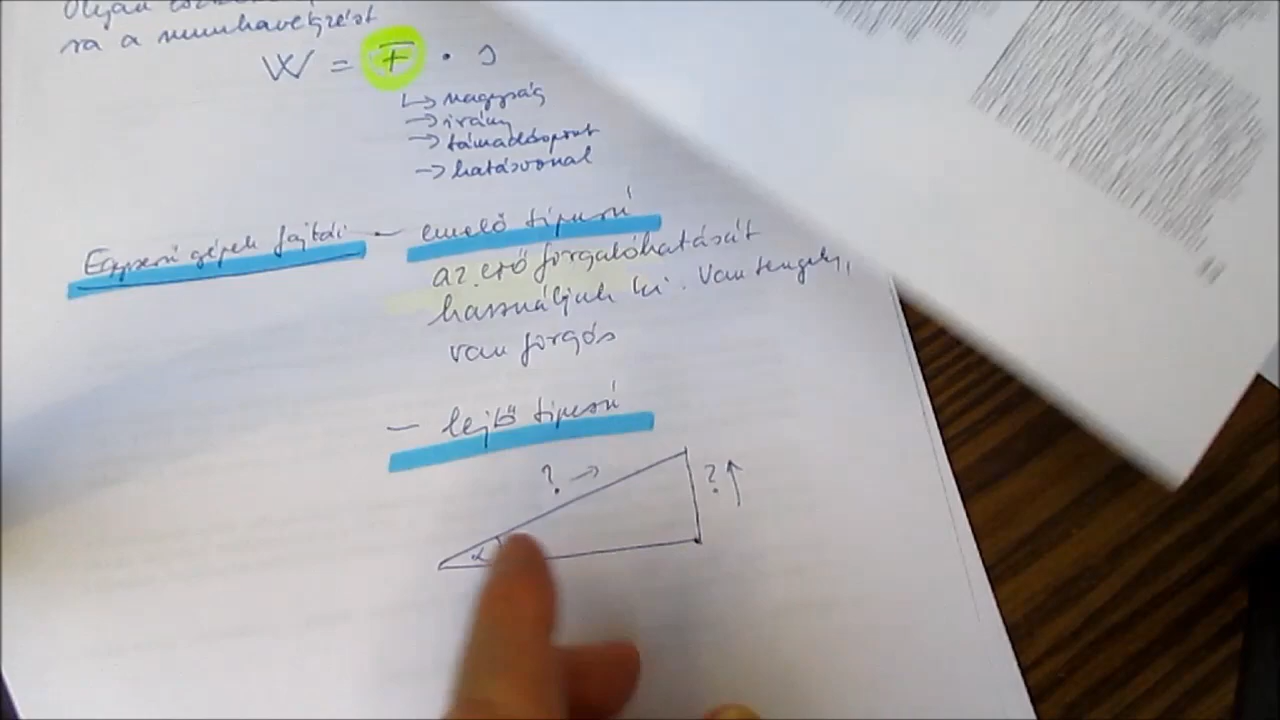 Olyan
ra a munkavégzést
W = F · s
↳ nagyság
→ irány
→ támadáspont
→ hatásvonal
Egyszerű gépek fajtái - emelő típusú
az erő forgatóhatását
használjuk ki. Van tengely,
van forgás
- lejtő típusú
? →
? ↑
α